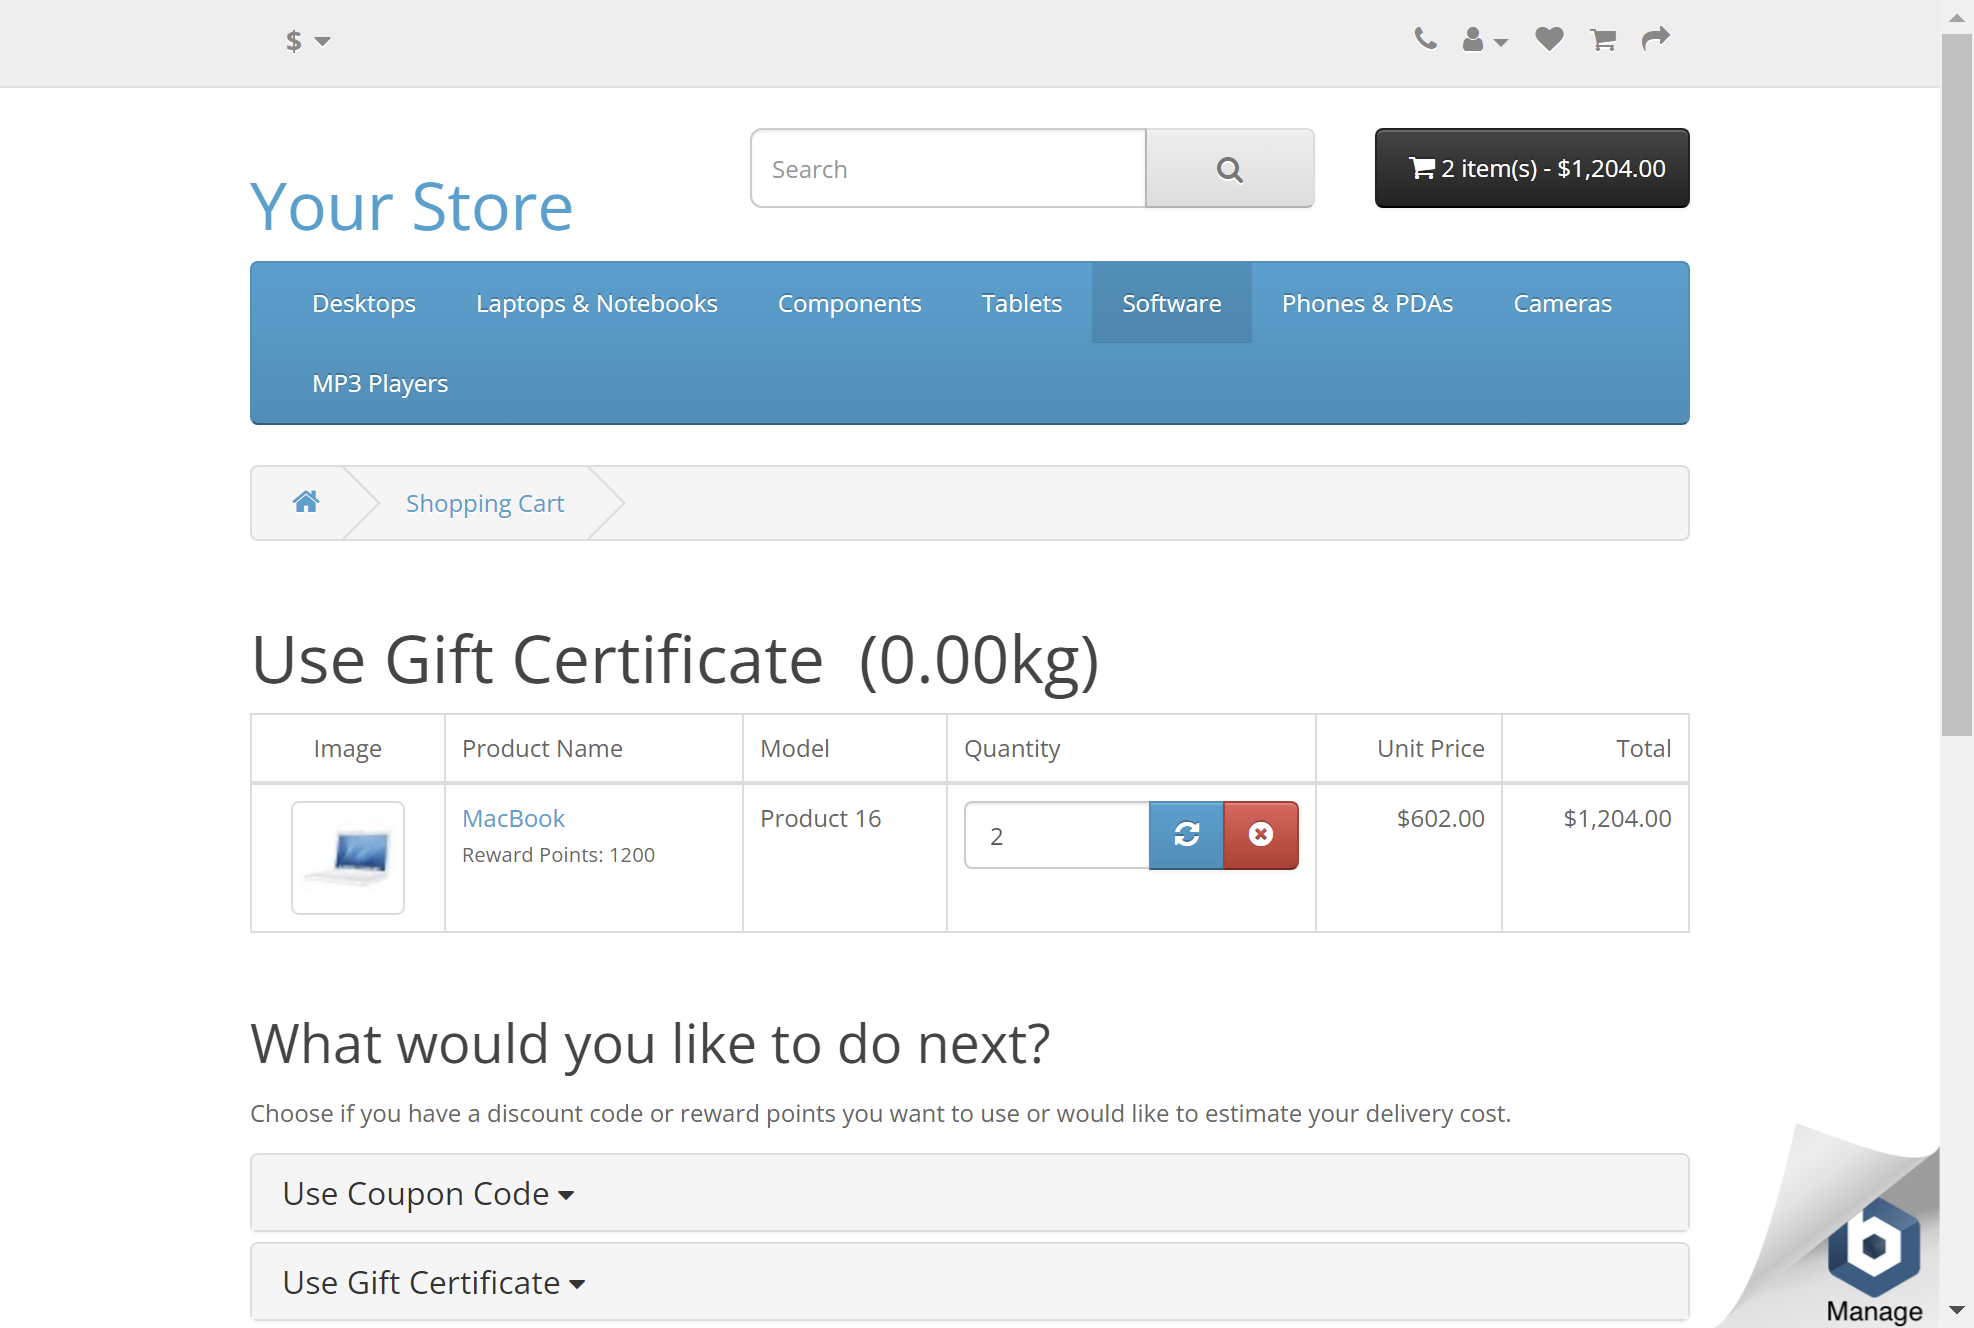 $
Search
2 item(s) - $1,204.00
Your Store
Desktops
Laptops & Notebooks
Components
Tablets
Software
Phones & PDAs
Cameras
MP3 Players
Shopping Cart
Use Gift Certificate (0.00kg)
Image
Product Name
Model
Quantity
Unit Price
Total
MacBook
Reward Points: 1200
Product 16
2
$602.00
$1,204.00
What would you like to do next?
Choose if you have a discount code or reward points you want to use or would like to estimate your delivery cost.
Use Coupon Code
Use Gift Certificate
b
Manage